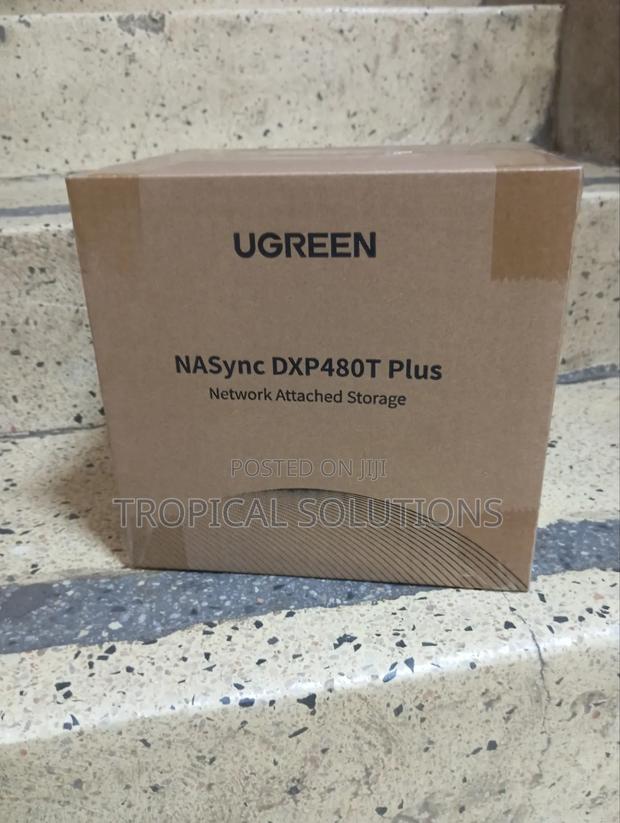 UGREEN
NASync DXP480T Plus
Network Attached Storage
POSTED ON JIJI
TROPICAL SOLUTIONS